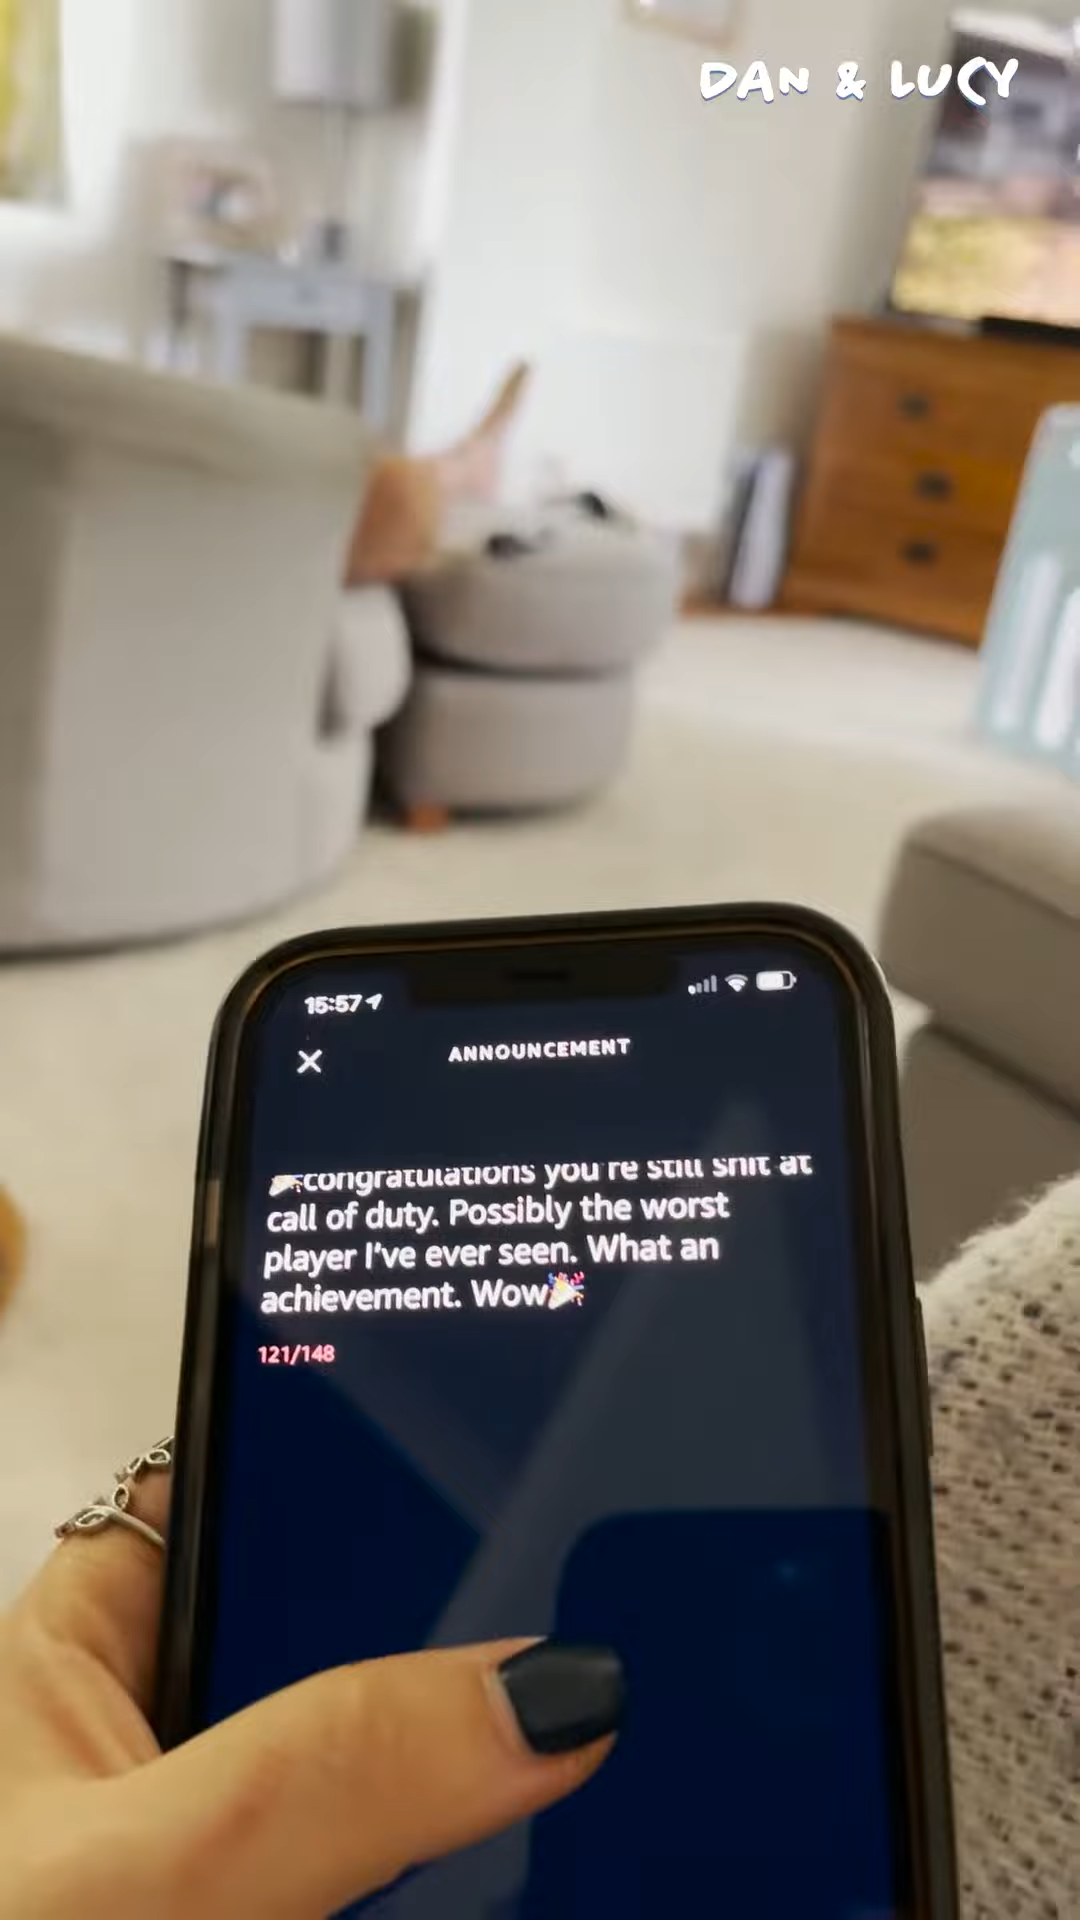 DAN & LUCY
15:57
ANNOUNCEMENT
🎉congratulations you're still shit at
call of duty. Possibly the worst
player I've ever seen. What an
achievement. Wow🎉
121/148